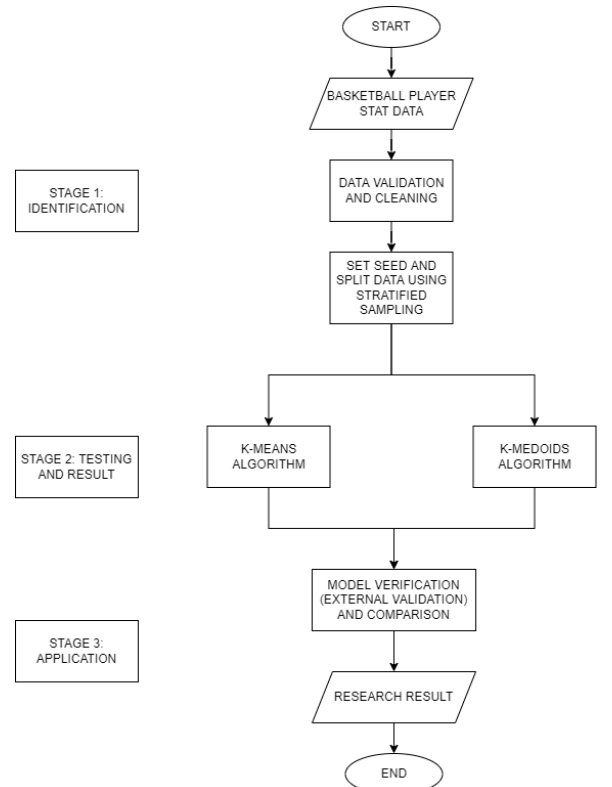 START
BASKETBALL PLAYER
STAT DATA
STAGE 1:
IDENTIFICATION
DATA VALIDATION
AND CLEANING
SET SEED AND
SPLIT DATA USING
STRATIFIED
SAMPLING
STAGE 2: TESTING
AND RESULT
K-MEANS
ALGORITHM
K-MEDOIDS
ALGORITHM
MODEL VERIFICATION
(EXTERNAL VALIDATION)
AND COMPARISON
STAGE 3:
APPLICATION
RESEARCH RESULT
END